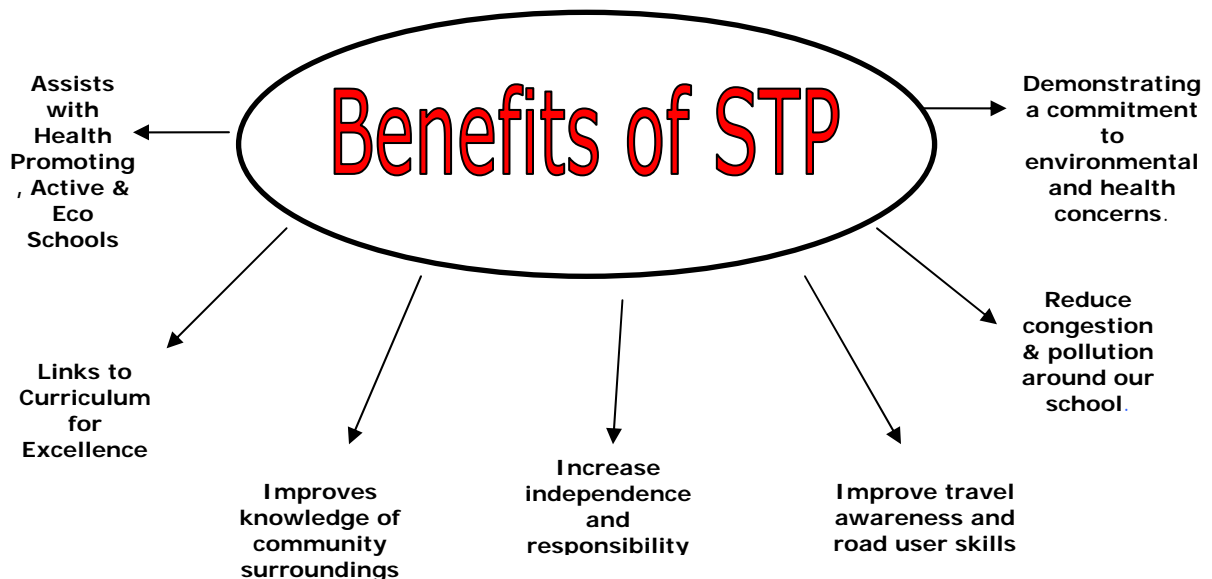 Benefits of STP
Assists
with
Health
Promoting
, Active &
Eco
Schools
Links to
Curriculum
for
Excellence
Improves
knowledge of
community
surroundings
Increase
independence
and
responsibility
Improve travel
awareness and
road user skills
Reduce
congestion
& pollution
around our
school.
Demonstrating
a commitment
to
environmental
and health
concerns.